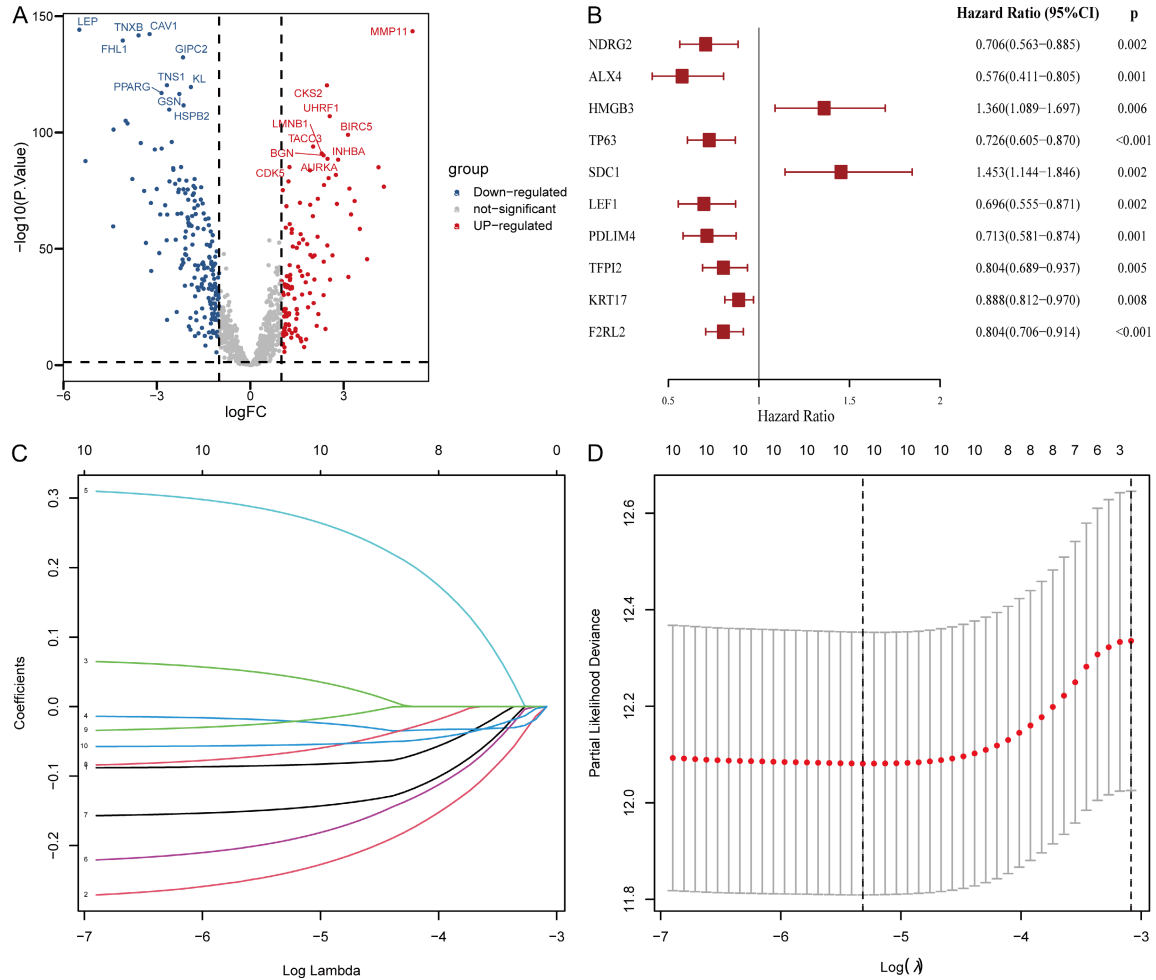 A
150
100
50
0
−log10(P.Value)
−6
−3
0
3
logFC
LEP
TNXB
CAV1
FHL1
GIPC2
TNS1
KL
PPARG
GSN
HSPB2
MMP11
CKS2
UHRF1
LMNB1
BIRC5
TACC3
BGN
INHBA
AURKA
CDK5
group
Down−regulated
not−significant
UP−regulated
B
Hazard Ratio (95%CI) p
NDRG2 0.706(0.563−0.885) 0.002
ALX4 0.576(0.411−0.805) 0.001
HMGB3 1.360(1.089−1.697) 0.006
TP63 0.726(0.605−0.870) <0.001
SDC1 1.453(1.144−1.846) 0.002
LEF1 0.696(0.555−0.871) 0.002
PDLIM4 0.713(0.581−0.874) 0.001
TFPI2 0.804(0.689−0.937) 0.005
KRT17 0.888(0.812−0.970) 0.008
F2RL2 0.804(0.706−0.914) <0.001
0.5 1 1.5 2
Hazard Ratio
C
10 10 10 8 0
0.3
0.2
0.1
0.0
−0.1
−0.2
Coefficients
5
3
4
9
10
7
6
2
−7 −6 −5 −4 −3
Log Lambda
D
10 10 10 10 10 10 10 10 10 10 8 8 8 7 6 3
12.6
12.4
12.2
12.0
11.8
Partial Likelihood Deviance
−7 −6 −5 −4 −3
Log(λ)